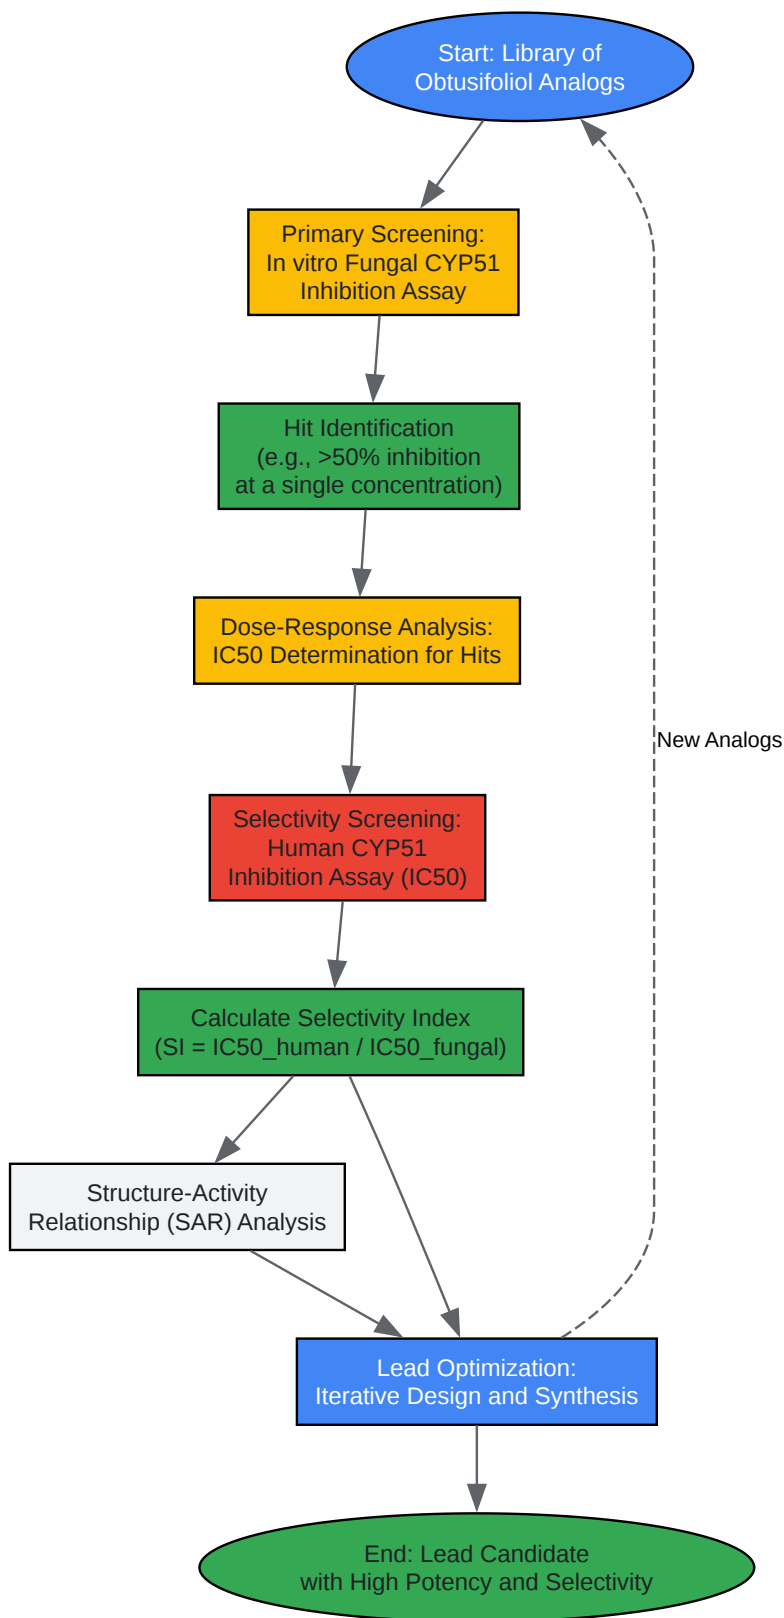 Start: Library of
Obtusifoliol Analogs
Primary Screening:
In vitro Fungal CYP51
Inhibition Assay
Hit Identification
(e.g., >50% inhibition
at a single concentration)
Dose-Response Analysis:
IC50 Determination for Hits
New Analogs
Selectivity Screening:
Human CYP51
Inhibition Assay (IC50)
Calculate Selectivity Index
(SI = IC50_human / IC50_fungal)
Structure-Activity
Relationship (SAR) Analysis
Lead Optimization:
Iterative Design and Synthesis
End: Lead Candidate
with High Potency and Selectivity